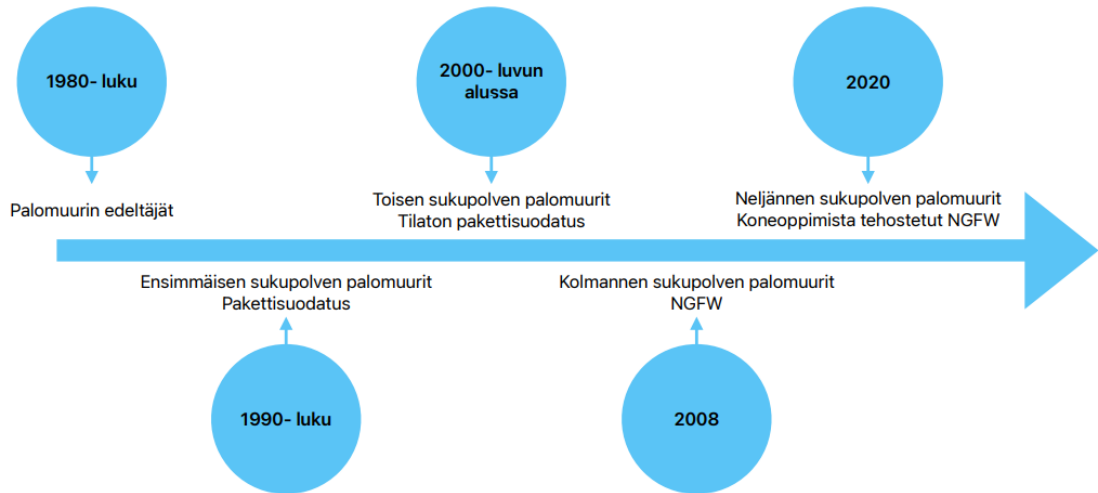 1980- luku
Palomuurin edeltäjät
Ensimmäisen sukupolven palomuurit
Pakettisuodatus
1990- luku
2000- luvun
alussa
Toisen sukupolven palomuurit
Tilaton pakettisuodatus
Kolmannen sukupolven palomuurit
NGFW
2008
2020
Neljännen sukupolven palomuurit
Koneoppimista tehostetut NGFW